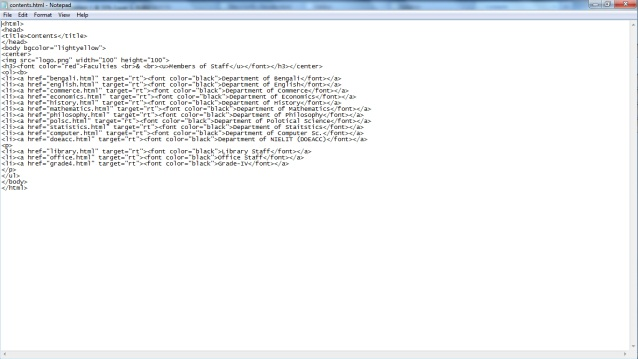 contents.html - Notepad
File Edit Format View Help
<html>
<head>
<title>Contents</title>
</head>
<body bgcolor="lightyellow">
<center>
<img src="logo.png" width="100" height="100">
<h3><font color="red">Faculties <br>& <br><u>Members of Staff</u></font></h3></center>
<ol><b>
<li><a href="bengali.html" target="rt"><font color="black">Department of Bengali</font></a>
<li><a href="english.html" target="rt"><font color="black">Department of English</font></a>
<li><a href="commerce.html" target="rt"><font color="black">Department of Commerce</font></a>
<li><a href="economics.html" target="rt"><font color="black">Department of Economics</font></a>
<li><a href="history.html" target="rt"><font color="black">Department of History</font></a>
<li><a href="mathematics.html" target="rt"><font color="black">Department of Mathematics</font></a>
<li><a href="philosophy.html" target="rt"><font color="black">Department of Philosophy</font></a>
<li><a href="polsc.html" target="rt"><font color="black">Department of Political Science</font></a>
<li><a href="statistics.html" target="rt"><font color="black">Department of Statistics</font></a>
<li><a href="computer.html" target="rt"><font color="black">Department of Computer Sc.</font></a>
<li><a href="doeacc.html" target="rt"><font color="black">Department of NIELIT (DOEACC)</font></a>
<p>
<li><a href="library.html" target="rt"><font color="black">Library Staff</font></a>
<li><a href="office.html" target="rt"><font color="black">Office Staff</font></a>
<li><a href="grade4.html" target="rt"><font color="black">Grade-IV</font></a>
</p>
</ul>
</body>
</html>